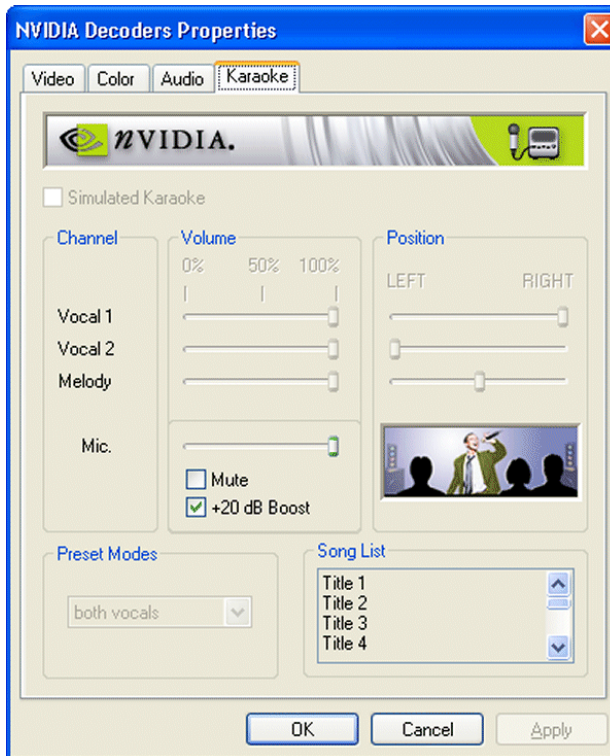 NVIDIA Decoders Properties
Video Color Audio Karaoke
nVIDIA.
Simulated Karaoke
Channel Volume Position
0% 50% 100%
LEFT RIGHT
Vocal 1
Vocal 2
Melody
Mic.
Mute
+20 dB Boost
Preset Modes Song List
both vocals
Title 1
Title 2
Title 3
Title 4
OK Cancel Apply